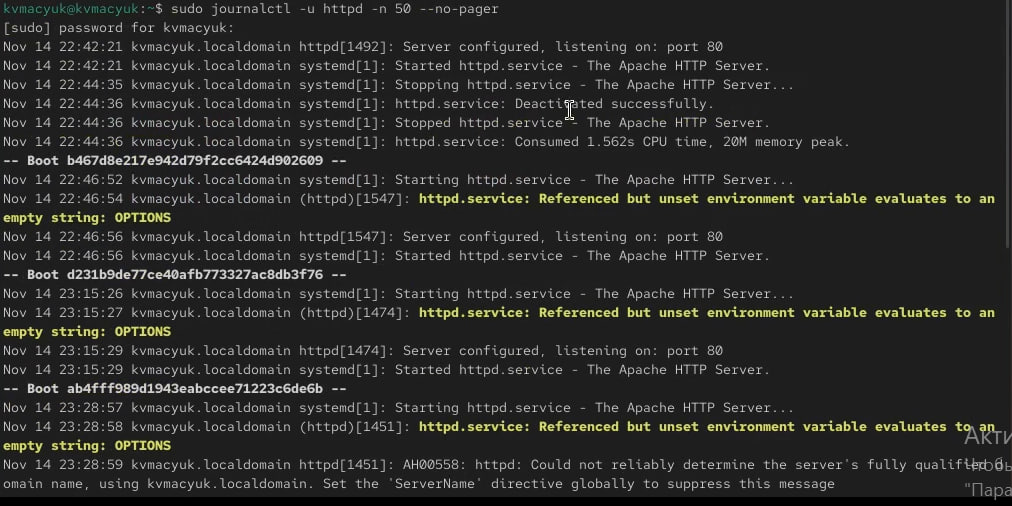 kvmacyuk@kvmacyuk:~$ sudo journalctl -u httpd -n 50 --no-pager
[sudo] password for kvmacyuk:
Nov 14 22:42:21 kvmacyuk.localdomain httpd[1492]: Server configured, listening on: port 80
Nov 14 22:42:21 kvmacyuk.localdomain systemd[1]: Started httpd.service - The Apache HTTP Server.
Nov 14 22:44:35 kvmacyuk.localdomain systemd[1]: Stopping httpd.service - The Apache HTTP Server...
Nov 14 22:44:36 kvmacyuk.localdomain systemd[1]: httpd.service: Deactivated successfully.
Nov 14 22:44:36 kvmacyuk.localdomain systemd[1]: Stopped httpd.service - The Apache HTTP Server.
Nov 14 22:44:36 kvmacyuk.localdomain systemd[1]: httpd.service: Consumed 1.562s CPU time, 20M memory peak.
-- Boot b467d8e217e942d79f2cc6424d902609 --
Nov 14 22:46:52 kvmacyuk.localdomain systemd[1]: Starting httpd.service - The Apache HTTP Server...
Nov 14 22:46:54 kvmacyuk.localdomain (httpd)[1547]: httpd.service: Referenced but unset environment variable evaluates to an
empty string: OPTIONS
Nov 14 22:46:56 kvmacyuk.localdomain httpd[1547]: Server configured, listening on: port 80
Nov 14 22:46:56 kvmacyuk.localdomain systemd[1]: Started httpd.service - The Apache HTTP Server.
-- Boot d231b9de77ce40afb773327ac8db3f76 --
Nov 14 23:15:26 kvmacyuk.localdomain systemd[1]: Starting httpd.service - The Apache HTTP Server...
Nov 14 23:15:27 kvmacyuk.localdomain (httpd)[1474]: httpd.service: Referenced but unset environment variable evaluates to an
empty string: OPTIONS
Nov 14 23:15:29 kvmacyuk.localdomain httpd[1474]: Server configured, listening on: port 80
Nov 14 23:15:29 kvmacyuk.localdomain systemd[1]: Started httpd.service - The Apache HTTP Server.
-- Boot ab4fff989d1943eabccee71223c6de6b --
Nov 14 23:28:57 kvmacyuk.localdomain systemd[1]: Starting httpd.service - The Apache HTTP Server...
Nov 14 23:28:58 kvmacyuk.localdomain (httpd)[1451]: httpd.service: Referenced but unset environment variable evaluates to an
empty string: OPTIONS
Nov 14 23:28:59 kvmacyuk.localdomain httpd[1451]: AH00558: httpd: Could not reliably determine the server's fully qualified d
omain name, using kvmacyuk.localdomain. Set the 'ServerName' directive globally to suppress this message
Акти
Чтобы
"Пара